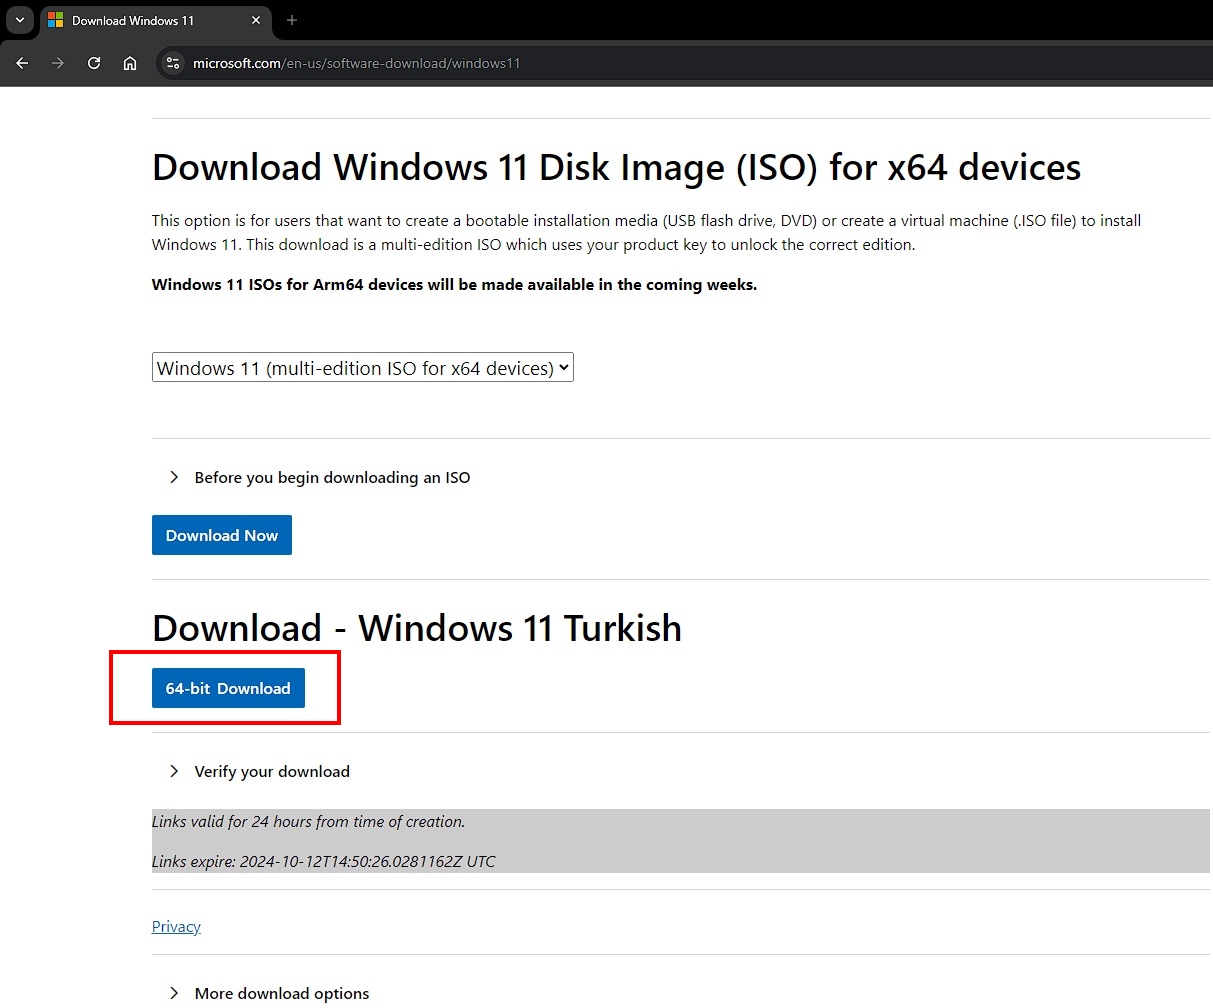 Download Windows 11
microsoft.com/en-us/software-download/windows11
Download Windows 11 Disk Image (ISO) for x64 devices
This option is for users that want to create a bootable installation media (USB flash drive, DVD) or create a virtual machine (.ISO file) to install
Windows 11. This download is a multi-edition ISO which uses your product key to unlock the correct edition.
Windows 11 ISOs for Arm64 devices will be made available in the coming weeks.
Windows 11 (multi-edition ISO for x64 devices)
Before you begin downloading an ISO
Download Now
Download - Windows 11 Turkish
64-bit Download
Verify your download
Links valid for 24 hours from time of creation.
Links expire: 2024-10-12T14:50:26.0281162Z UTC
Privacy
More download options